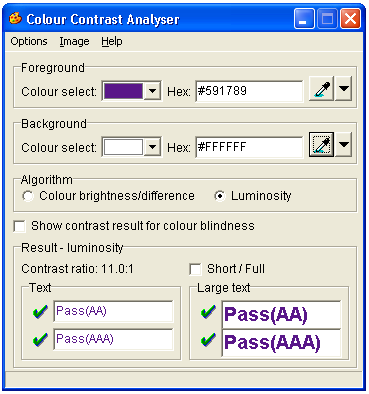 Colour Contrast Analyser
Options Image Help
Foreground
Colour select: Hex: #591789
Background
Colour select: Hex: #FFFFFF
Algorithm
Colour brightness/difference Luminosity
Show contrast result for colour blindness
Result - luminosity
Contrast ratio: 11.0:1 Short / Full
Text Large text
Pass(AA) Pass(AA)
Pass(AAA) Pass(AAA)